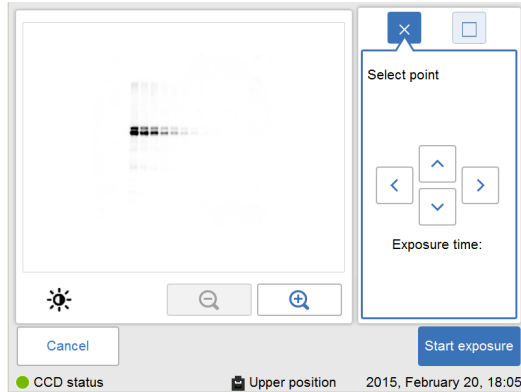 Select point
Exposure time:
Cancel
Start exposure
CCD status
Upper position
2015, February 20, 18:05